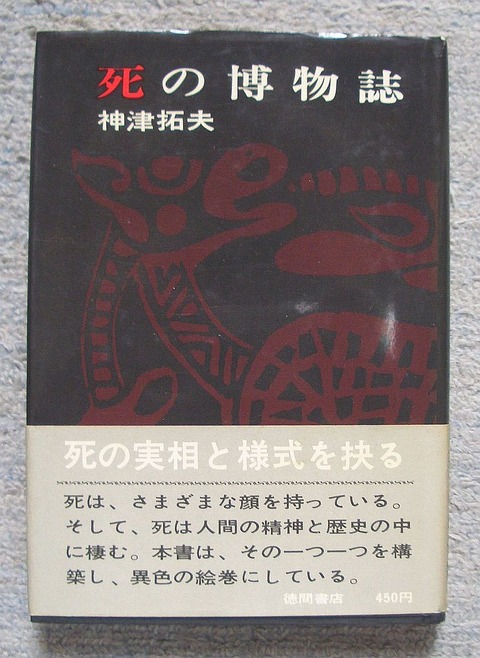 死の博物誌
神津拓夫
死の実相と様式を抉る
死は、さまざまな顔を持っている。
そして、死は人間の精神と歴史の中
に棲む。本書は、その一つ一つを構
築し、異色の絵巻にしている。
徳間書店 450円